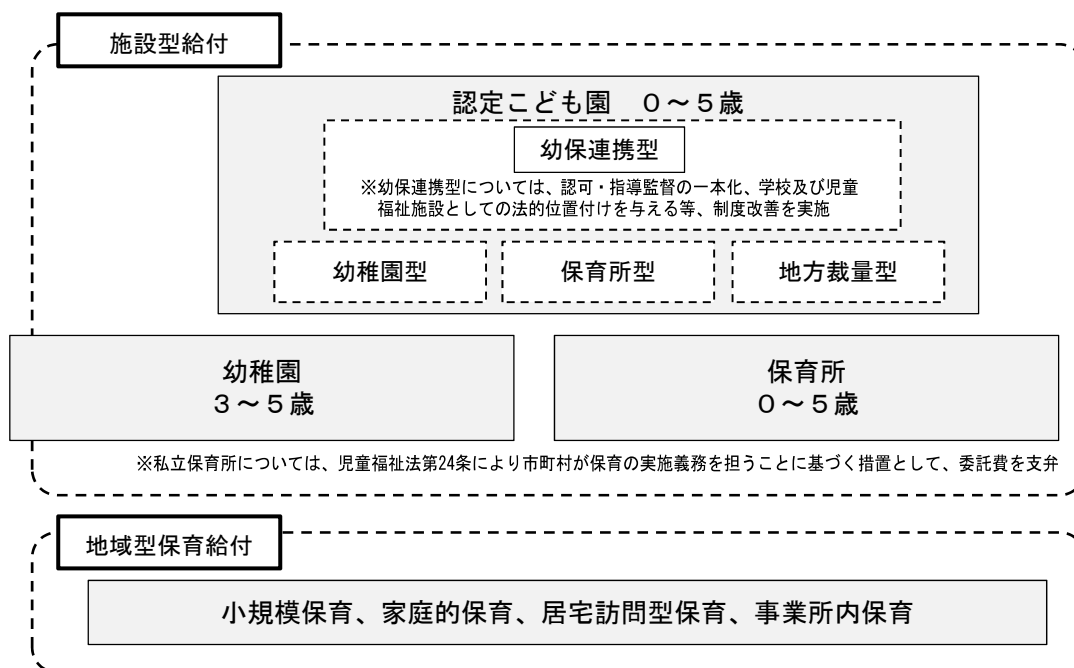 施設型給付
認定こども園　０～５歳
幼保連携型
※幼保連携型については、認可・指導監督の一本化、学校及び児童
福祉施設としての法的位置付けを与える等、制度改善を実施
幼稚園型
保育所型
地方裁量型
幼稚園
３～５歳
保育所
０～５歳
※私立保育所については、児童福祉法第24条により市町村が保育の実施義務を担うことに基づく措置として、委託費を支弁
地域型保育給付
小規模保育、家庭的保育、居宅訪問型保育、事業所内保育